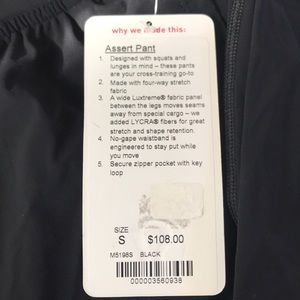 why we made this:
Assert Pant
1. Designed with squats and
lunges in mind – these pants
are your cross-training go-to
2. Made with four-way stretch
fabric
3. A wide Luxtreme® fabric panel
between the legs moves seams
away from special cargo – we
added LYCRA® fibers for great
stretch and shape retention.
4. No-gape waistband is
engineered to stay put while
you move
5. Secure zipper pocket with key
loop
SIZE
S $108.00
M5198S BLACK
000003560938